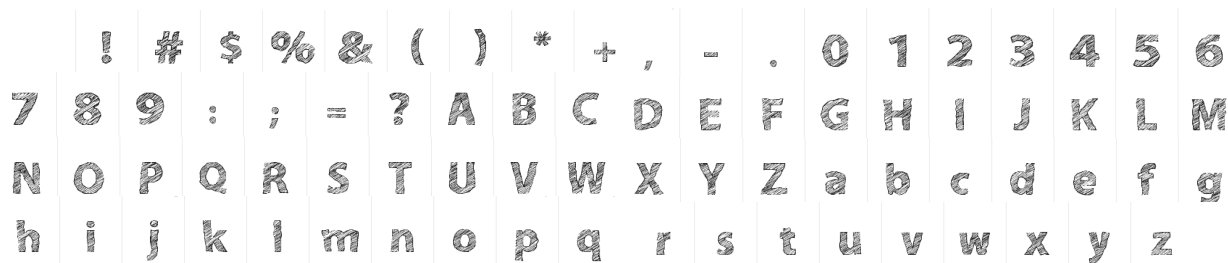 ! # $ % & ( ) * + , - . 0 1 2 3 4 5 6
7 8 9 : ; = ? A B C D E F G H I J K L M
N O P Q R S T U V W X Y Z a b c d e f g
h i j k l m n o p q r s t u v w x y z